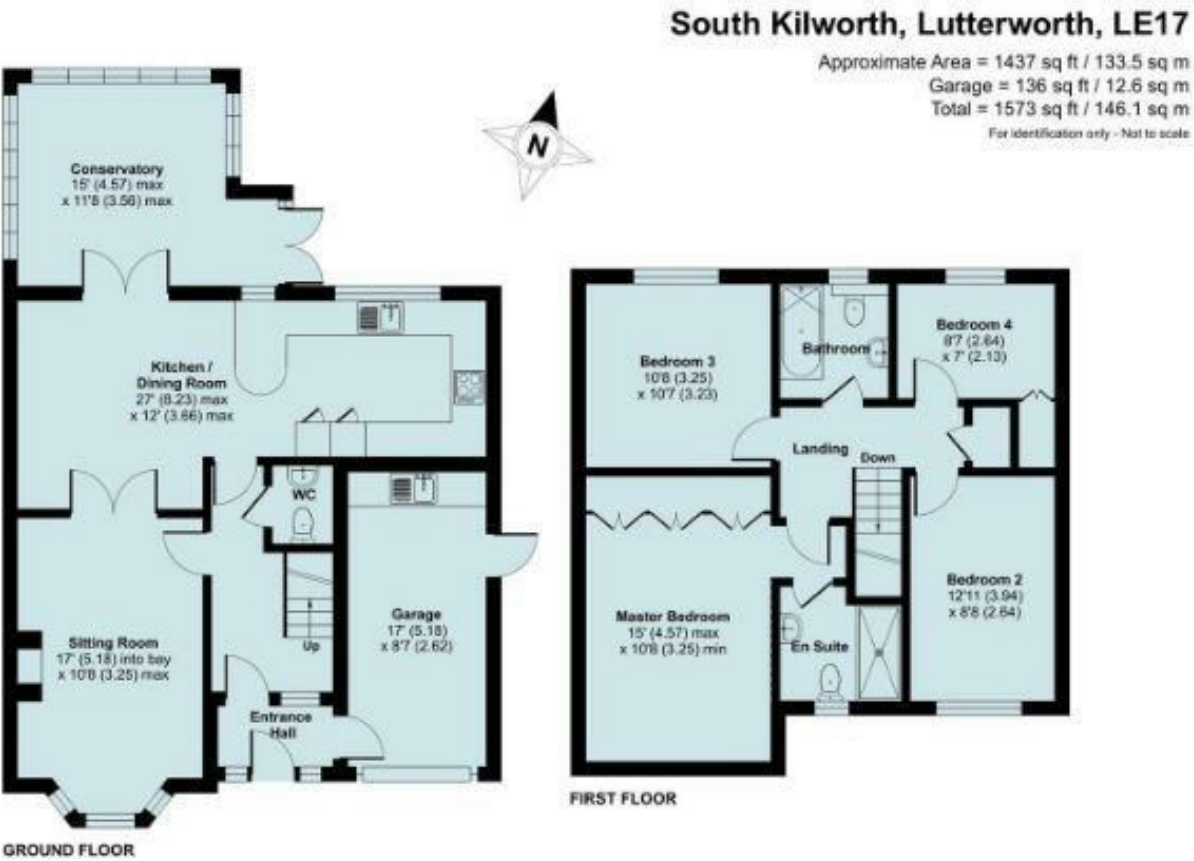 South Kilworth, Lutterworth, LE17
Approximate Area = 1437 sq ft / 133.5 sq m
Garage = 136 sq ft / 12.6 sq m
Total = 1573 sq ft / 146.1 sq m
For identification only - Not to scale
N
Conservatory
15' (4.57) max
x 11'8 (3.56) max
Kitchen /
Dining Room
27' (8.23) max
x 12' (3.66) max
WC
Sitting Room
17' (5.18) into bay
x 10'8 (3.25) max
Up
Entrance
Hall
Garage
17' (5.18)
x 8'7 (2.62)
GROUND FLOOR
Bedroom 3
10'8 (3.25)
x 10'7 (3.23)
Bathroom
Bedroom 4
8'7 (2.64)
x 7' (2.13)
Landing
Down
Master Bedroom
15' (4.57) max
x 10'8 (3.25) min
En Suite
Bedroom 2
12'11 (3.94)
x 8'8 (2.64)
FIRST FLOOR